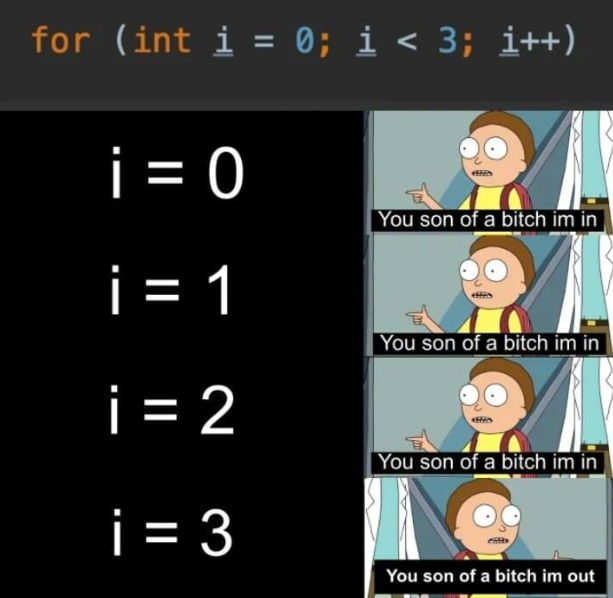 for (int i = 0; i < 3; i++)
i = 0
You son of a bitch im in
i = 1
You son of a bitch im in
i = 2
You son of a bitch im in
i = 3
You son of a bitch im out